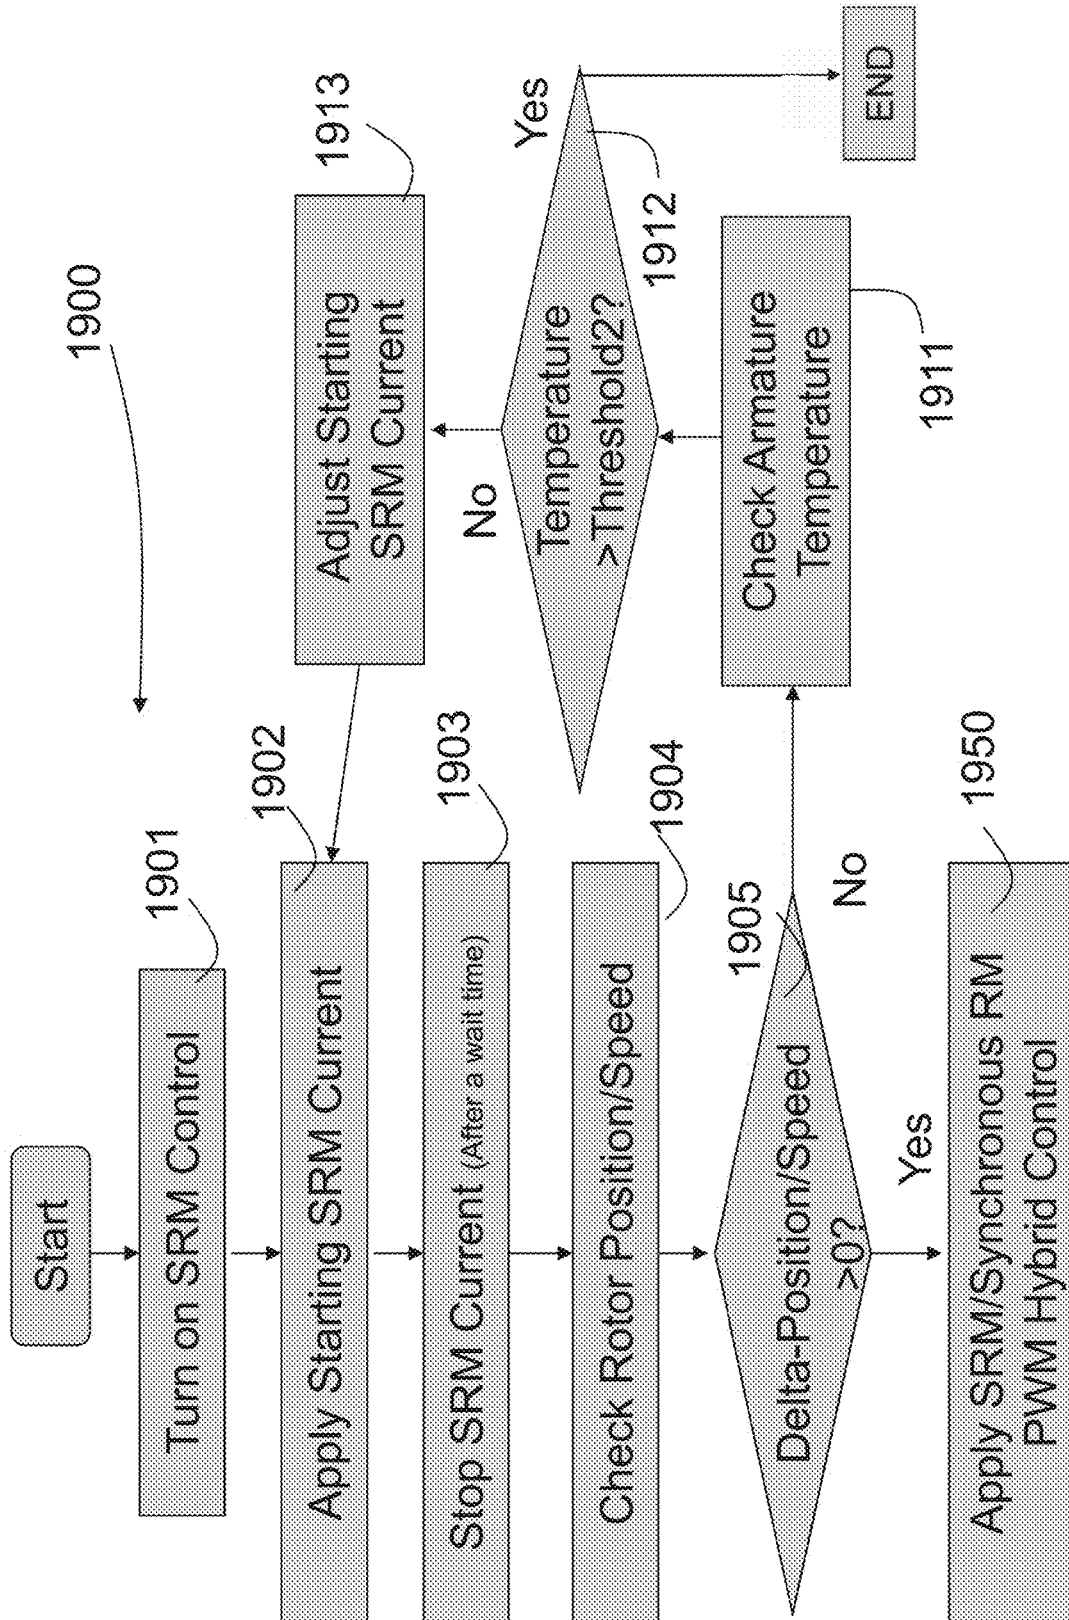 1900
Start
Turn on SRM Control
1901
Apply Starting SRM Current
1902
Stop SRM Current (After a wait time)
1903
Check Rotor Position/Speed
1904
Delta-Position/Speed
>0?
1905
Yes
No
Apply SRM/Synchronous RM
PWM Hybrid Control
1950
Adjust Starting
SRM Current
1913
No
Temperature
>Threshold2?
Yes
1912
Check Armature
Temperature
1911
END